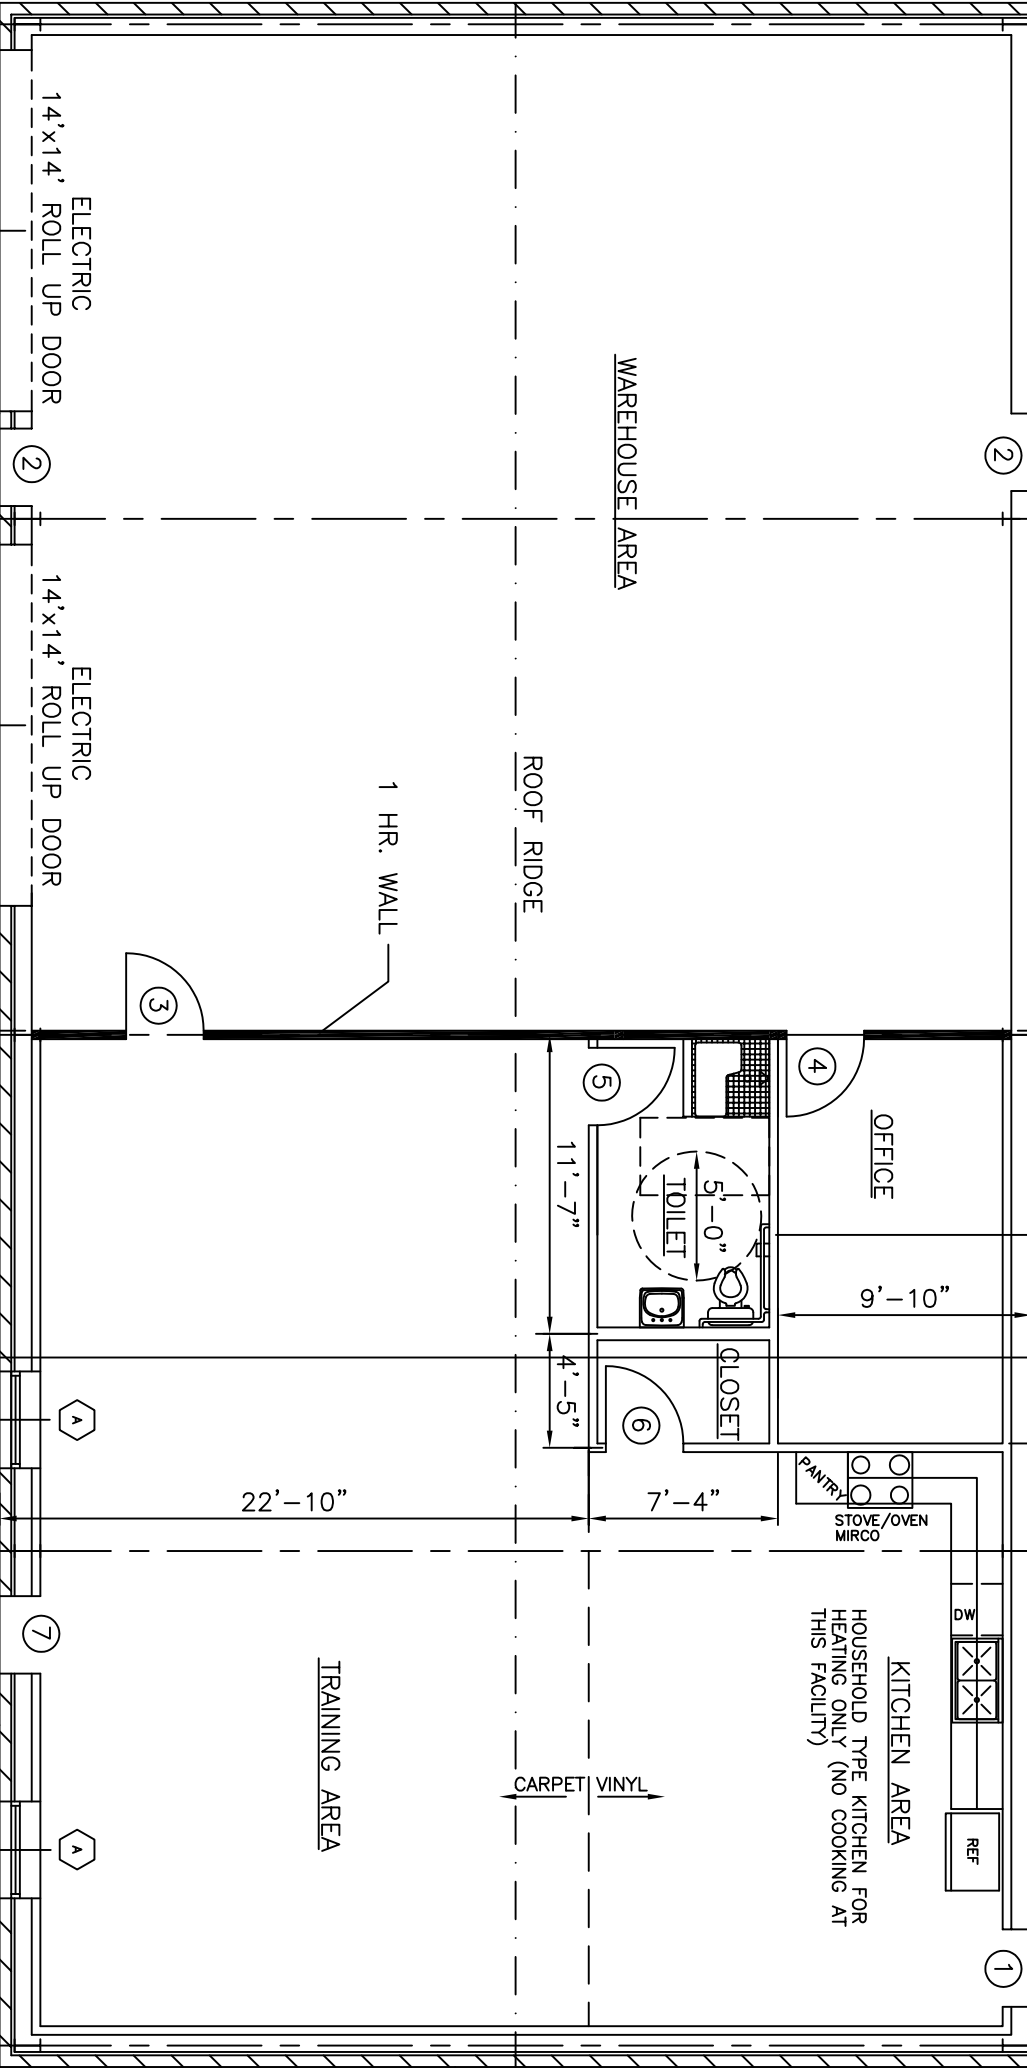 ELECTRIC
14'x14' ROLL UP DOOR
2
WAREHOUSE AREA
2
ELECTRIC
14'x14' ROLL UP DOOR
ROOF RIDGE
1 HR. WALL
3
4
5
OFFICE
11'-7"
5'-0"
TOILET
9'-10"
CLOSET
4'-5"
6
A
22'-10"
7'-4"
PANTRY
STOVE/OVEN
MIRCO
DW
7
KITCHEN AREA
HOUSEHOLD TYPE KITCHEN FOR
HEATING ONLY (NO COOKING AT
THIS FACILITY)
TRAINING AREA
CARPET VINYL
REF
A
1